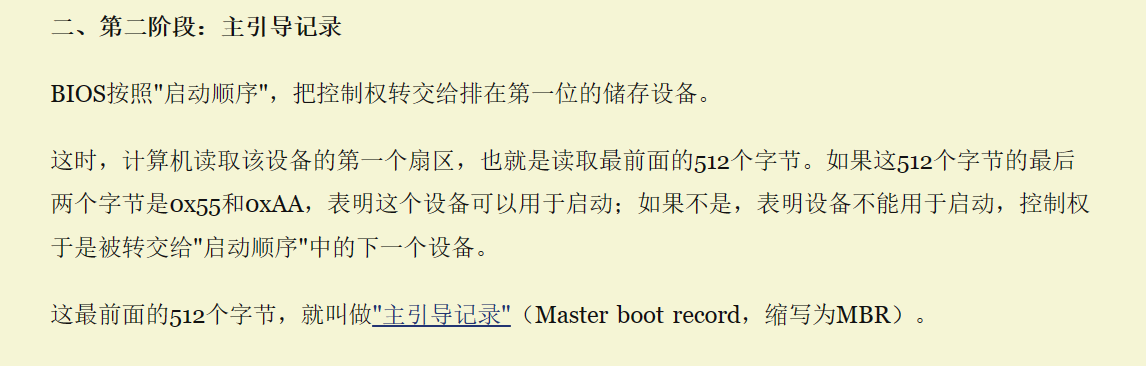 二、第二阶段：主引导记录
BIOS按照"启动顺序"，把控制权转交给排在第一位的储存设备。
这时，计算机读取该设备的第一个扇区，也就是读取最前面的512个字节。如果这512个字节的最后
两个字节是0x55和0xAA，表明这个设备可以用于启动；如果不是，表明设备不能用于启动，控制权
于是被转交给"启动顺序"中的下一个设备。
这最前面的512个字节，就叫做"主引导记录"（Master boot record，缩写为MBR）。